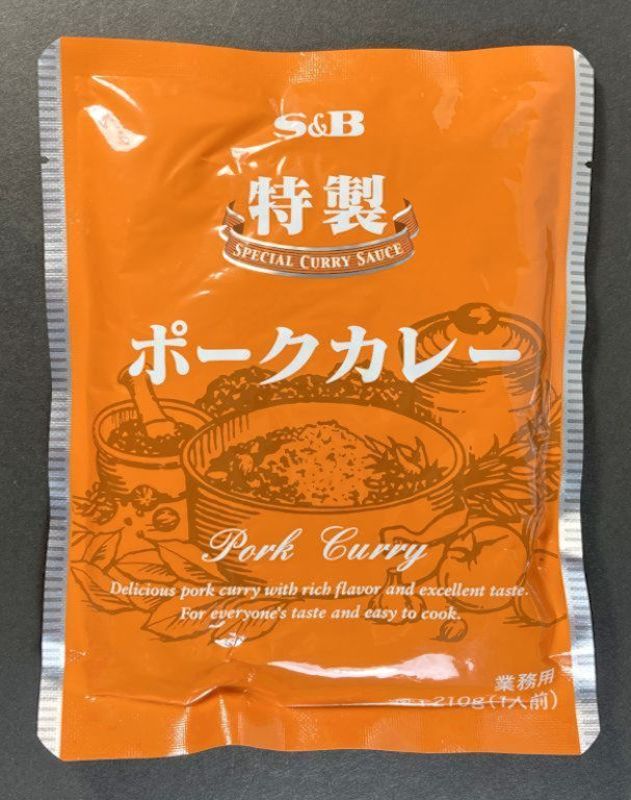 S&B
特製
SPECIAL CURRY SAUCE
ポークカレー
Pork Curry
Delicious pork curry with rich flavor and excellent taste.
For everyone's taste and easy to cook.
業務用
210g(1人前)